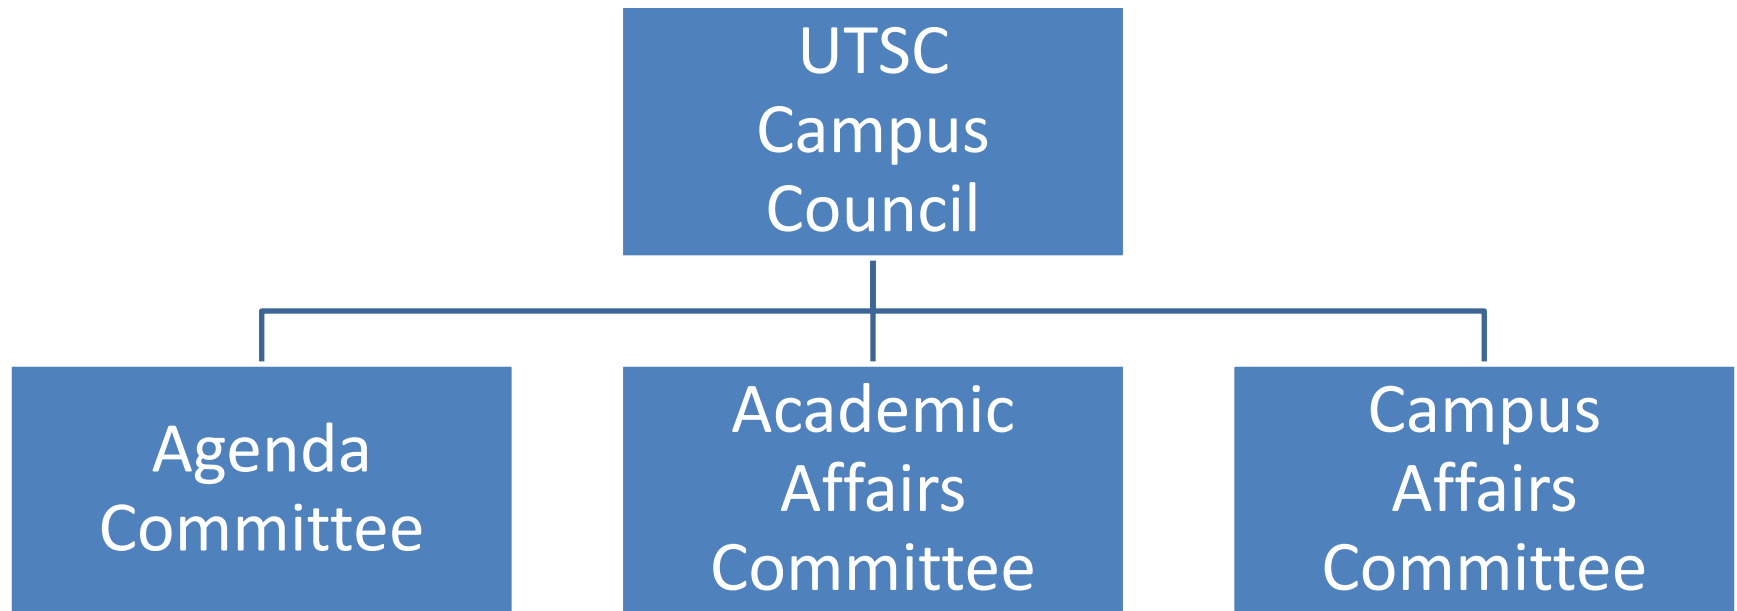 UTSC
Campus
Council
Agenda
Committee
Academic
Affairs
Committee
Campus
Affairs
Committee